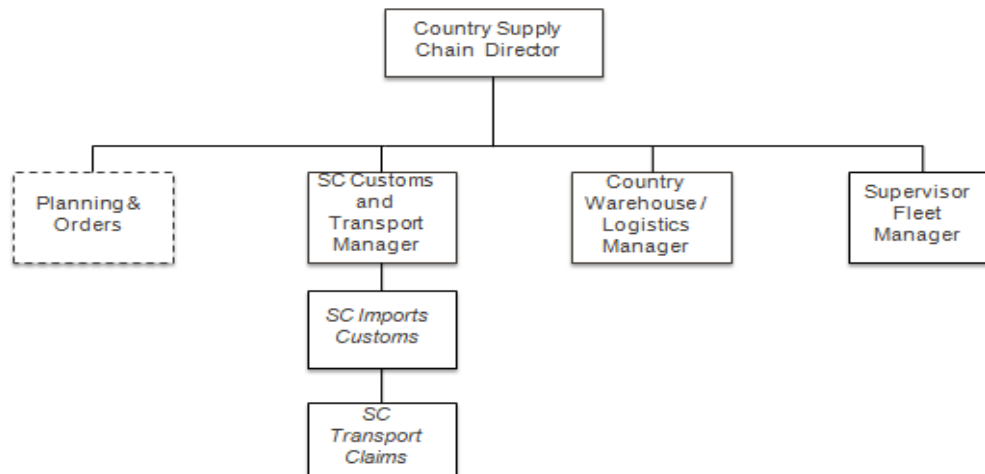 Country Supply
Chain Director
Planning &
Orders
SC Customs
and
Transport
Manager
Country
Warehouse /
Logistics
Manager
Supervisor
Fleet
Manager
SC Imports
Customs
SC
Transport
Claims